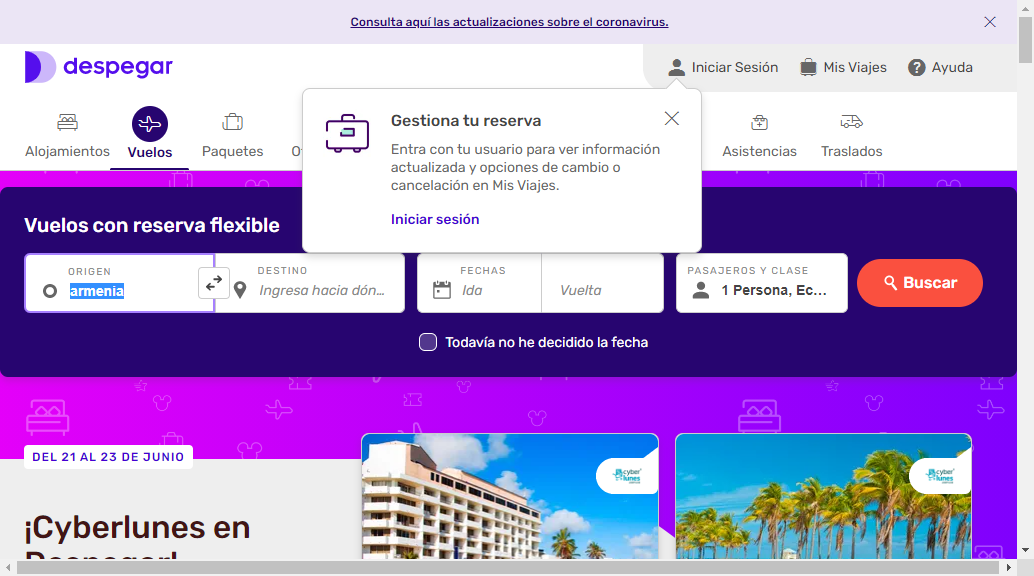 Consulta aquí las actualizaciones sobre el coronavirus.
despegar
Iniciar Sesión
Mis Viajes
Ayuda
Alojamientos
Vuelos
Paquetes
Asistencias
Traslados
Gestiona tu reserva
Entra con tu usuario para ver información
actualizada y opciones de cambio o
cancelación en Mis Viajes.
Iniciar sesión
Vuelos con reserva flexible
ORIGEN
armenia
DESTINO
Ingresa hacia dón...
FECHAS
Ida
Vuelta
PASAJEROS Y CLASE
1 Persona, Ec...
Buscar
Todavía no he decidido la fecha
DEL 21 AL 23 DE JUNIO
cyber
lunes
cyber
lunes
¡Cyberlunes en
Despegar!